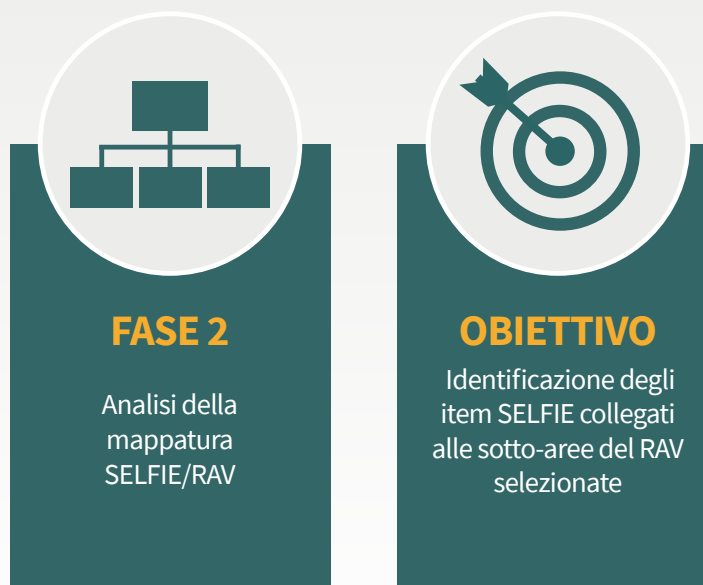 FASE 2
Analisi della
mappatura
SELFIE/RAV
OBIETTIVO
Identificazione degli
item SELFIE collegati
alle sotto-aree del RAV
selezionate